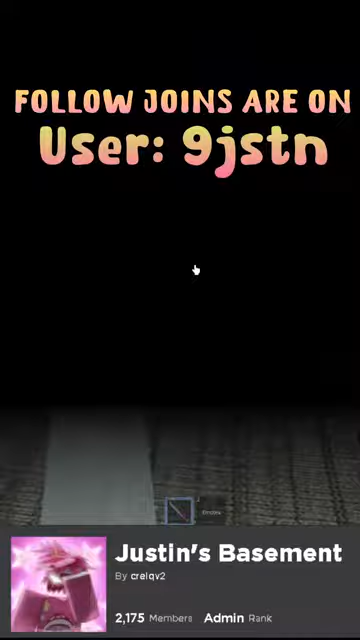 FOLLOW JOINS ARE ON
User: 9jstn
Justin's Basement
By crelqv2
2,175 Members Admin Rank